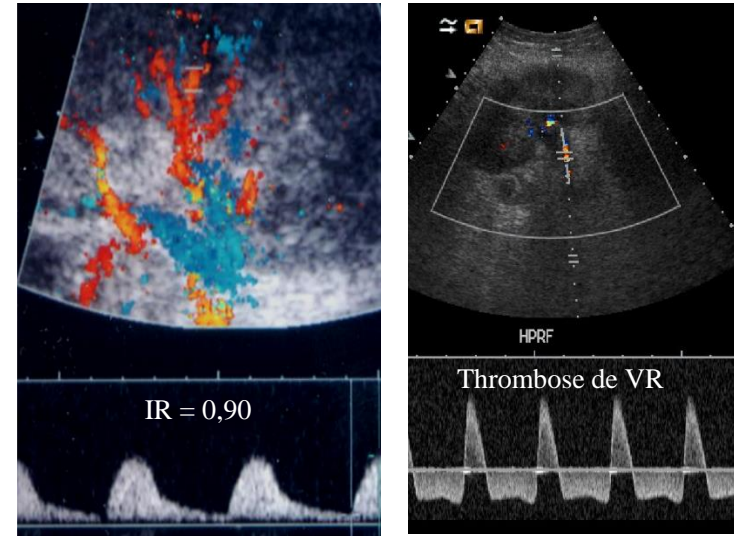 IR = 0,90
HPRF
Thrombose de VR